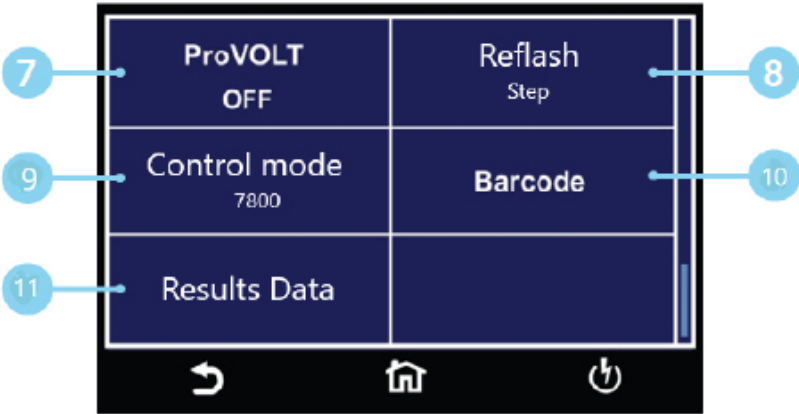 7
ProVOLT
OFF
Reflash
Step
8
9
Control mode
7800
Barcode
10
11
Results Data